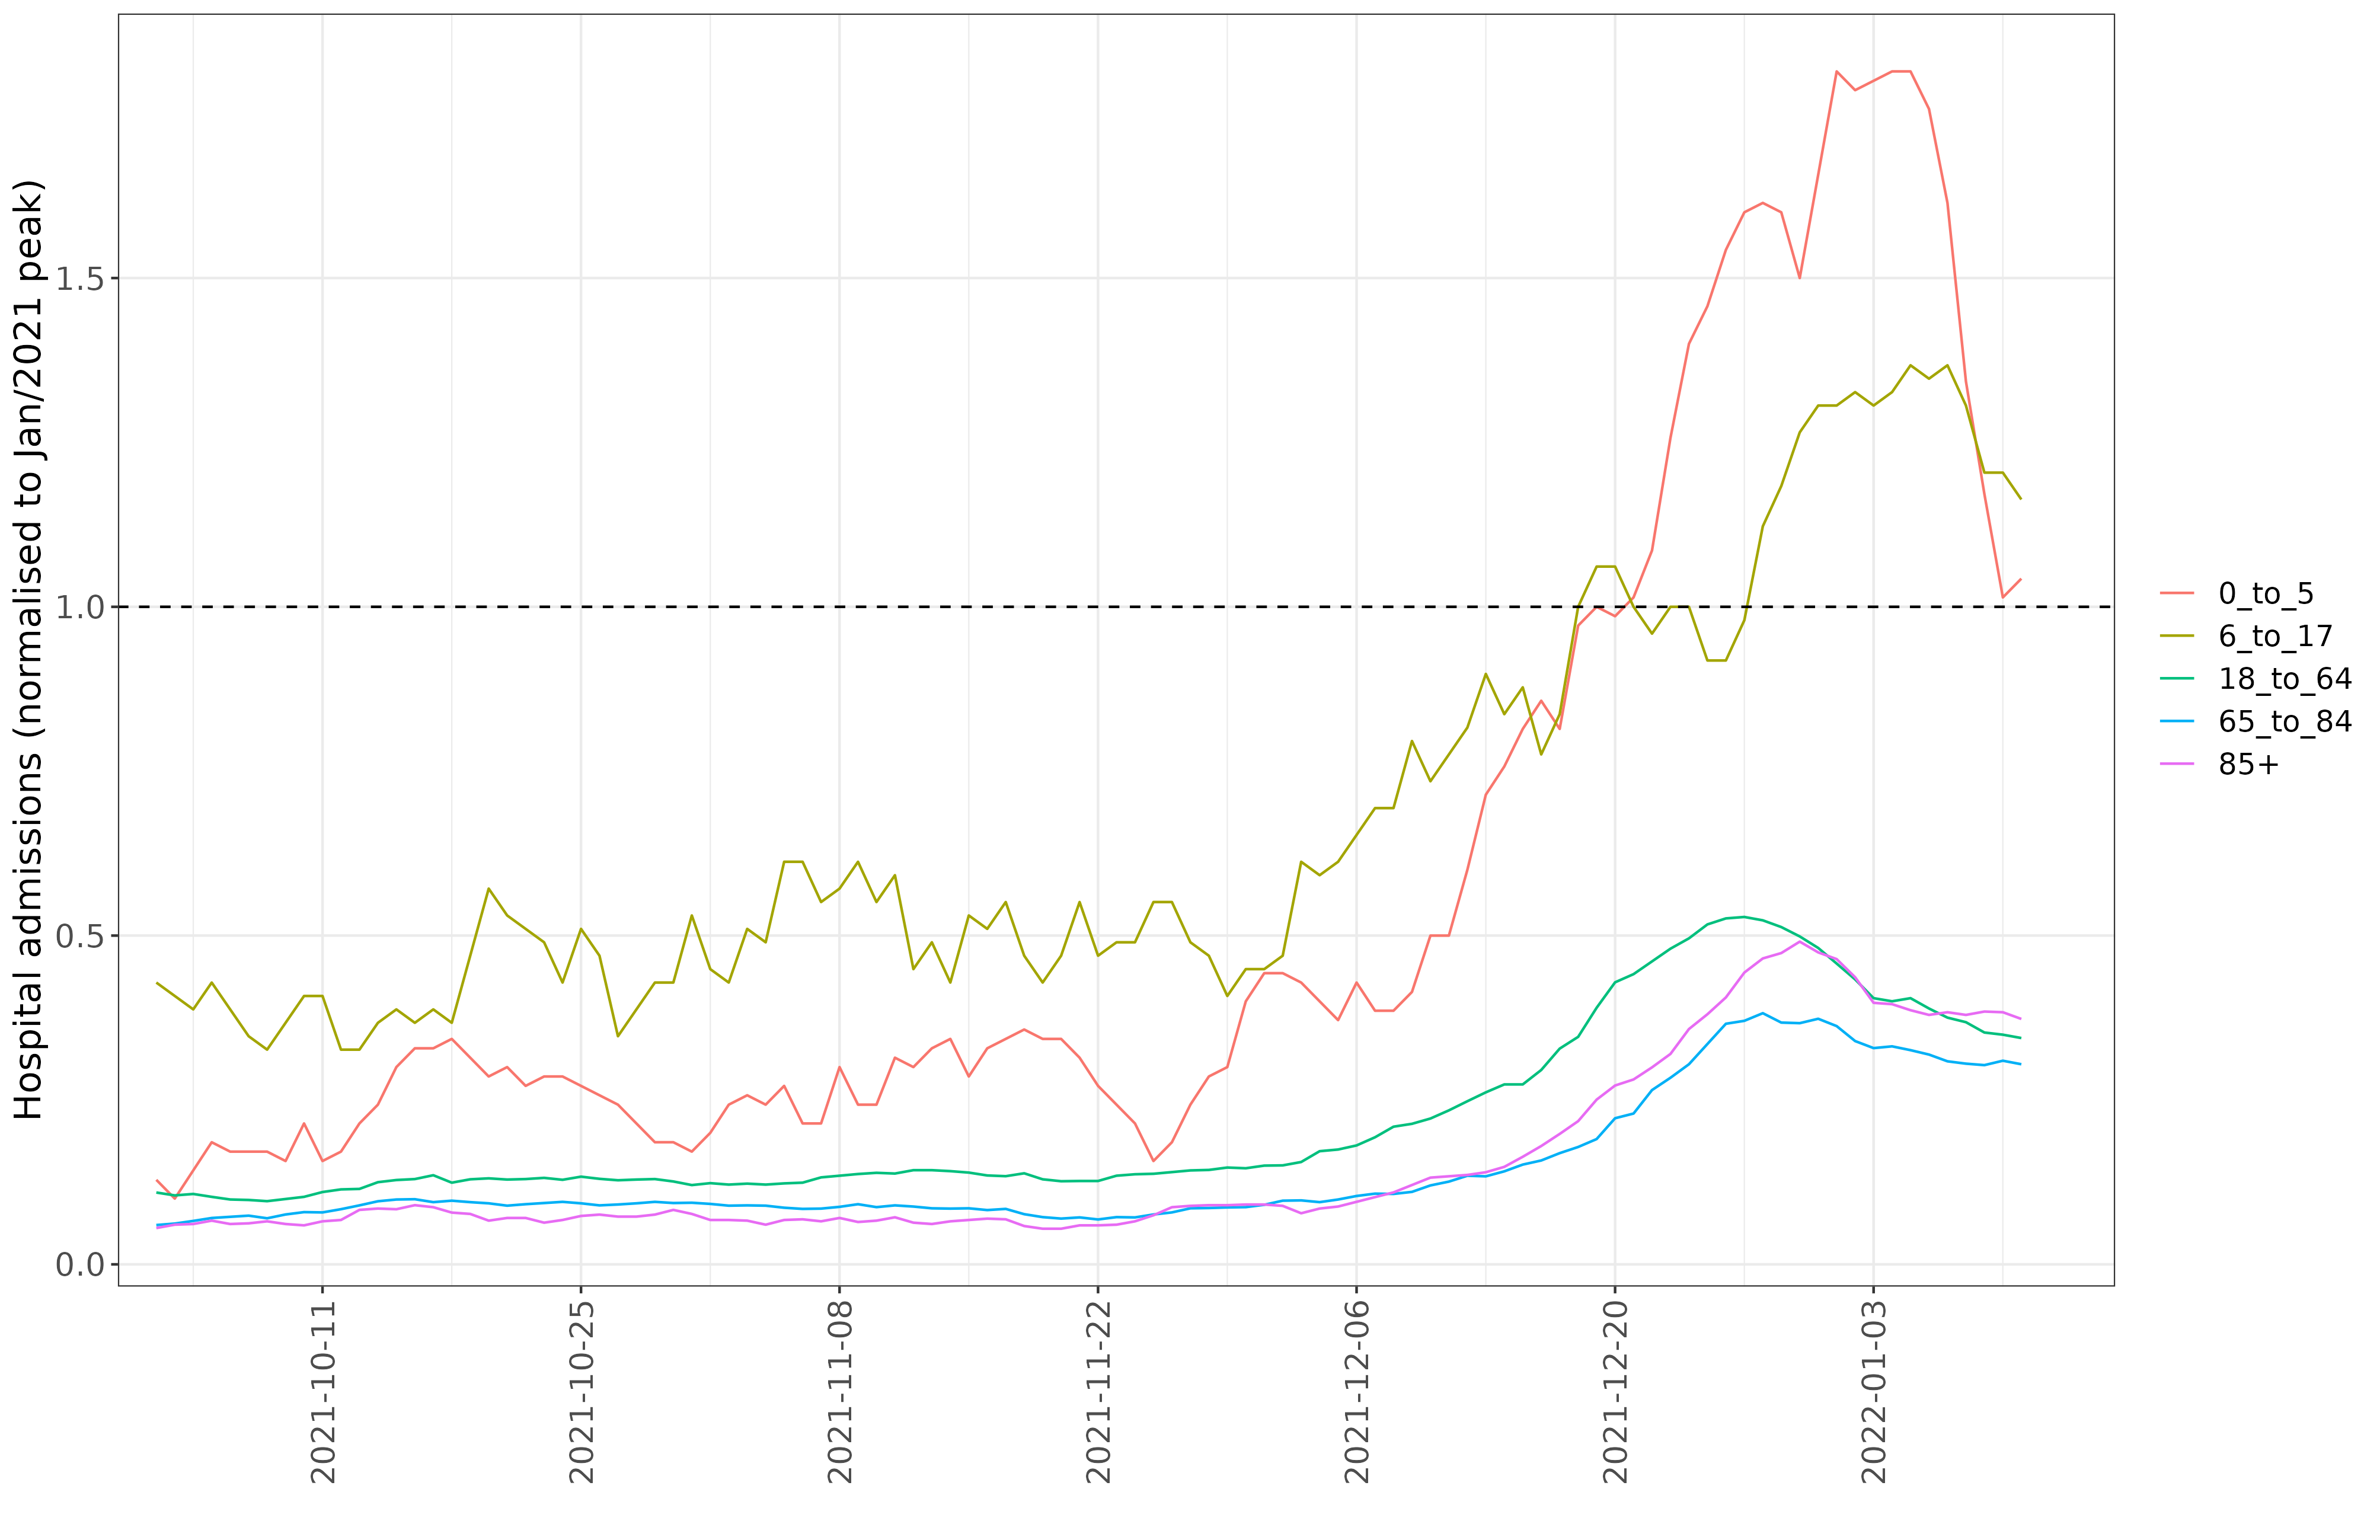 Hospital admissions (normalised to Jan/2021 peak)
1.5
1.0
0.5
0.0
2021-10-11
2021-10-25
2021-11-08
2021-11-22
2021-12-06
2021-12-20
2022-01-03
0_to_5
6_to_17
18_to_64
65_to_84
85+